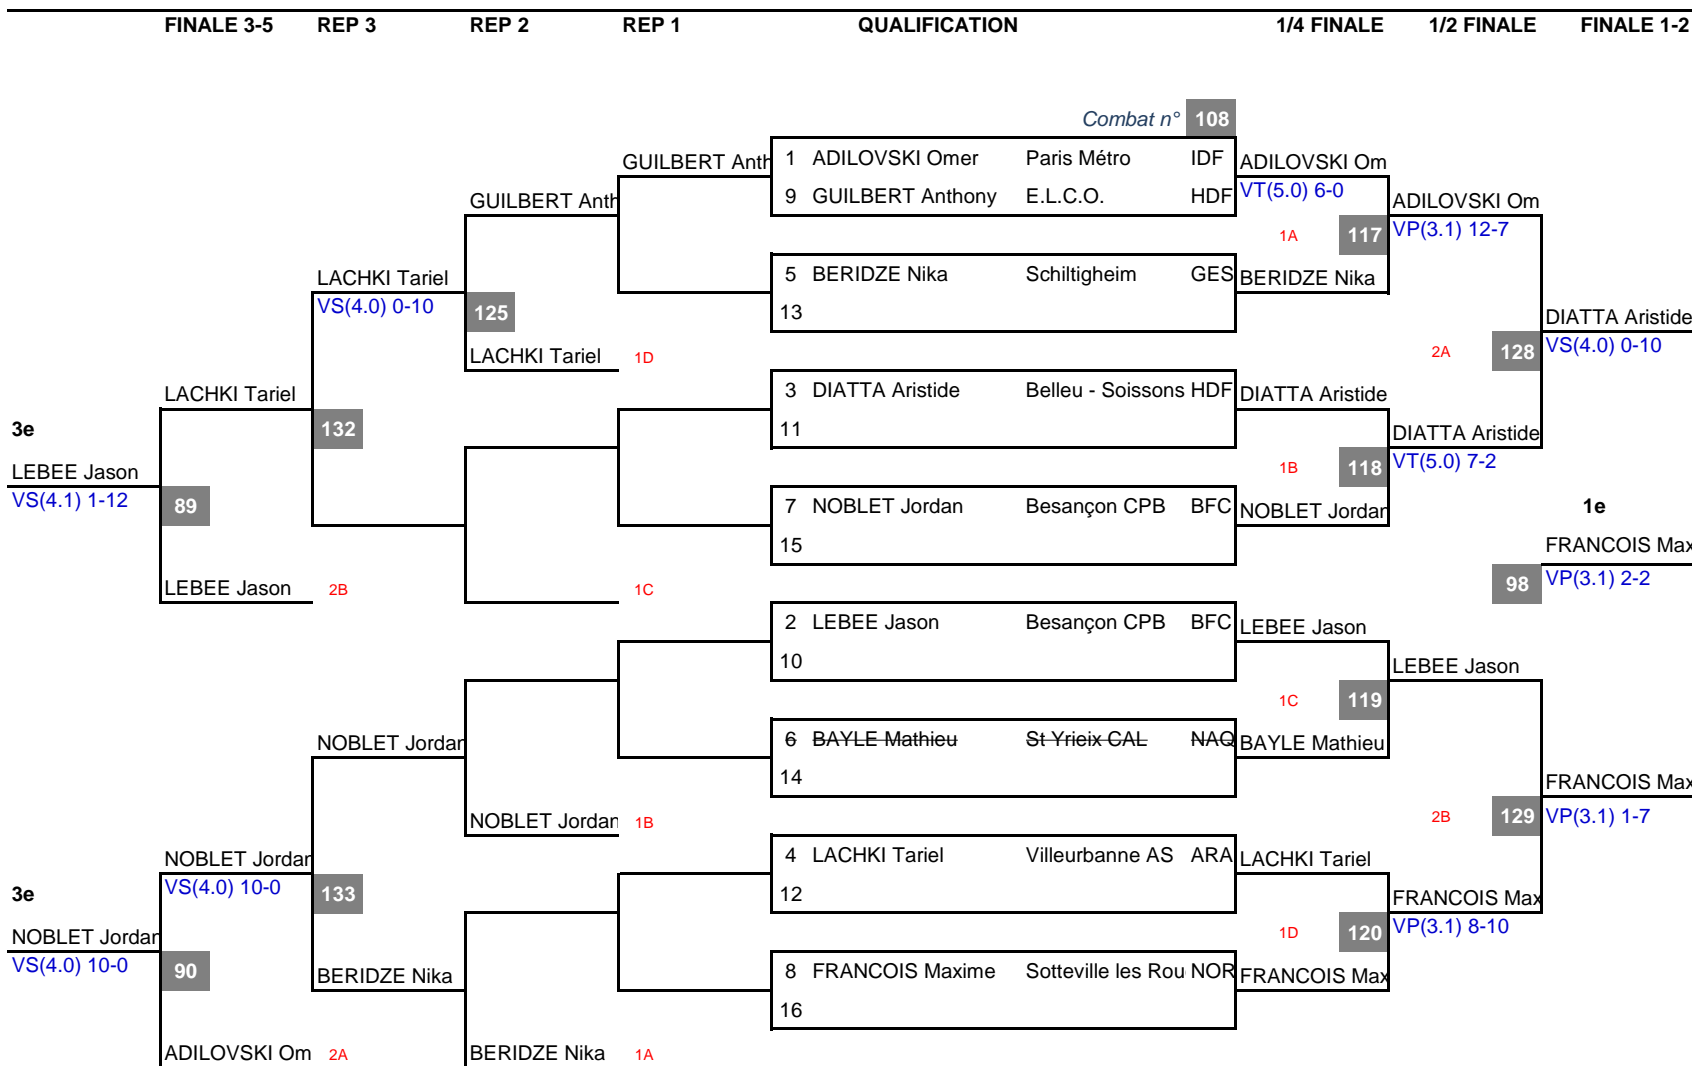 FINALE 3-5 REP 3 REP 2 REP 1 QUALIFICATION 1/4 FINALE 1/2 FINALE FINALE 1-2
Combat n° 108
GUILBERT Anth 1 ADILOVSKI Omer Paris Métro IDF ADILOVSKI Om
GUILBERT Anth 9 GUILBERT Anthony E.L.C.O. HDF VT(5.0) 6-0 ADILOVSKI Om
1A 117 VP(3.1) 12-7
LACHKI Tariel 5 BERIDZE Nika Schiltigheim GES BERIDZE Nika
VS(4.0) 0-10 125 13 DIATTA Aristide
LACHKI Tariel 1D 2A 128 VS(4.0) 0-10
LACHKI Tariel 3 DIATTA Aristide Belleu - Soissons HDF DIATTA Aristide
3e 132 11 DIATTA Aristide
LEBEE Jason 1B 118 VT(5.0) 7-2
VS(4.1) 1-12 89 7 NOBLET Jordan Besançon CPB BFC NOBLET Jordan 1e
15 FRANCOIS Max
LEBEE Jason 2B 1C 98 VP(3.1) 2-2
2 LEBEE Jason Besançon CPB BFC LEBEE Jason
10 LEBEE Jason
1C 119
NOBLET Jordan 6 BAYLE Mathieu St Yrieix CAL NAQ BAYLE Mathieu
14 FRANCOIS Max
NOBLET Jordan 1B 2B 129 VP(3.1) 1-7
NOBLET Jordan 4 LACHKI Tariel Villeurbanne AS ARA LACHKI Tariel
3e VS(4.0) 10-0 133 12 FRANCOIS Max
NOBLET Jordan 1D 120 VP(3.1) 8-10
VS(4.0) 10-0 90 BERIDZE Nika 8 FRANCOIS Maxime Sotteville les Rou NOR FRANCOIS Max
16
ADILOVSKI Om 2A BERIDZE Nika 1A